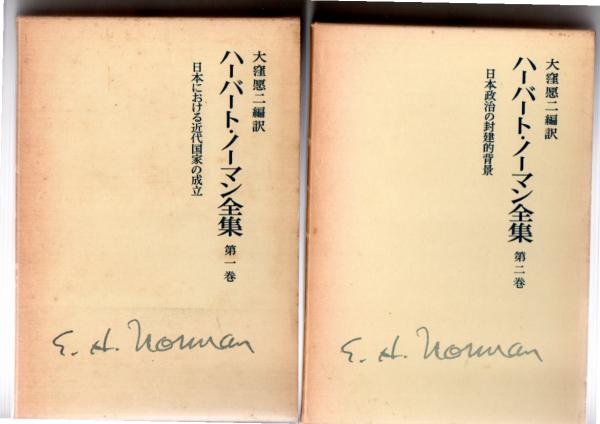 大窪愿二編訳
ハーバート・ノーマン全集 第一巻
日本における近代国家の成立
E. H. Norman
大窪愿二編訳
ハーバート・ノーマン全集 第二巻
日本政治の封建的背景
E. H. Norman